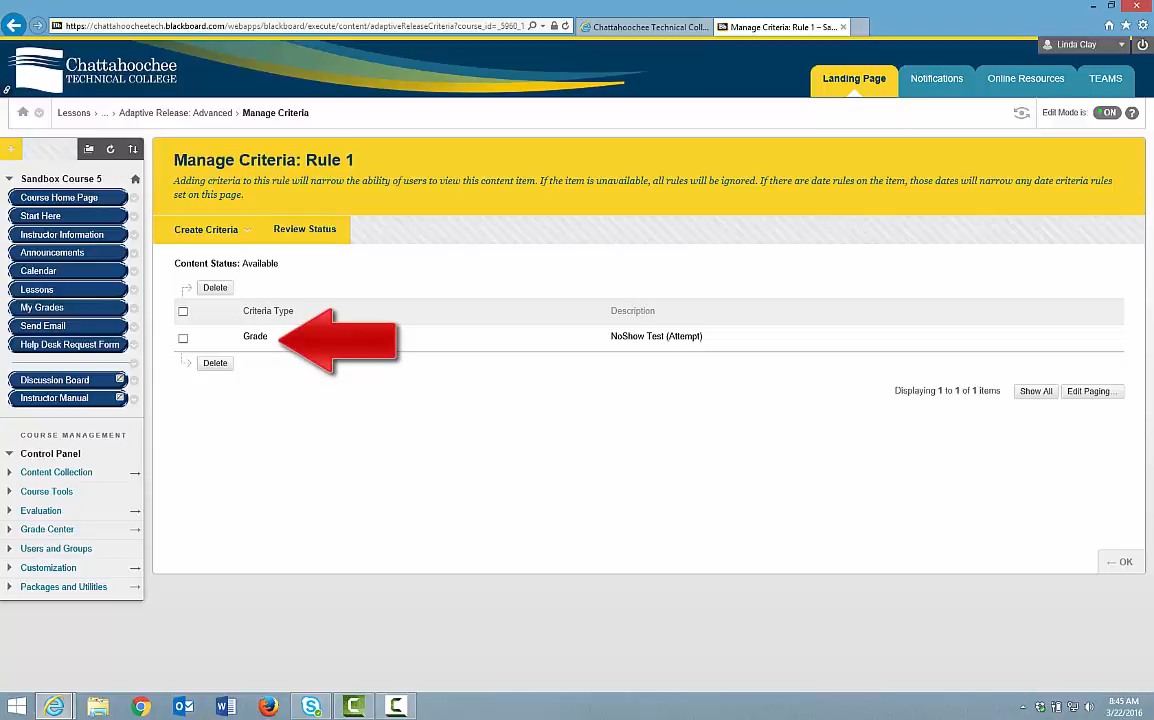 https://chattahoocheetech.blackboard.com/webapps/blackboard/execute/content/adaptiveReleaseCriteria?course_id=_5960_1
Chattahoochee Technical Coll...
Manage Criteria: Rule 1 – Sa...
Linda Clay
Chattahoochee
TECHNICAL COLLEGE
Landing Page
Notifications
Online Resources
TEAMS
Lessons › ... › Adaptive Release: Advanced › Manage Criteria
Edit Mode is: ON ?
Sandbox Course 5
Course Home Page
Start Here
Instructor Information
Announcements
Calendar
Lessons
My Grades
Send Email
Help Desk Request Form
Discussion Board
Instructor Manual
COURSE MANAGEMENT
Control Panel
Content Collection
Course Tools
Evaluation
Grade Center
Users and Groups
Customization
Packages and Utilities
Manage Criteria: Rule 1
Adding criteria to this rule will narrow the ability of users to view this content item. If the item is unavailable, all rules will be ignored. If there are date rules on the item, those dates will narrow any date criteria rules
set on this page.
Create Criteria
Review Status
Content Status: Available
Delete
Criteria Type
Description
Grade
NoShow Test (Attempt)
Delete
Displaying 1 to 1 of 1 items
Show All
Edit Paging...
← OK
8:45 AM
3/22/2016